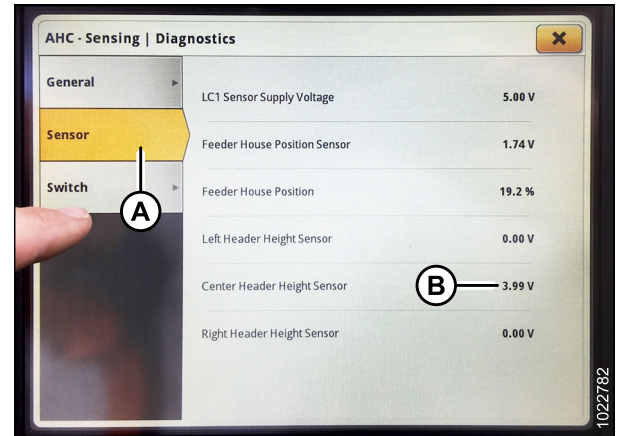 AHC - Sensing | Diagnostics
General
Sensor
Switch
LC1 Sensor Supply Voltage 5.00 V
Feeder House Position Sensor 1.74 V
Feeder House Position 19.2 %
Left Header Height Sensor 0.00 V
Center Header Height Sensor 3.99 V
Right Header Height Sensor 0.00 V
A
B
1022782